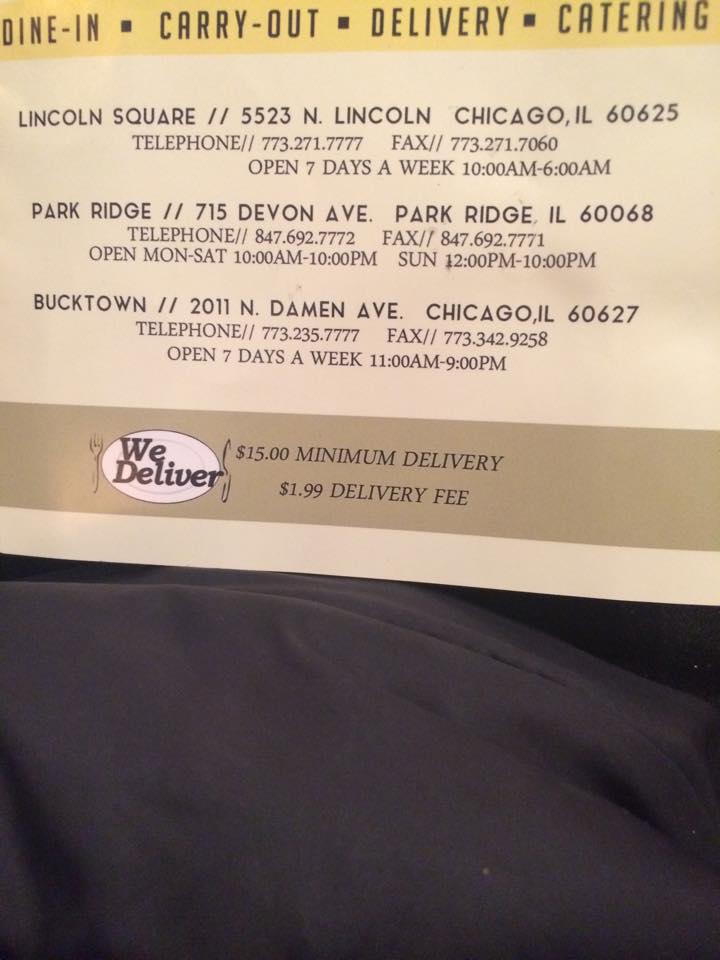 DINE-IN ▪ CARRY-OUT ▪ DELIVERY ▪ CATERING
LINCOLN SQUARE // 5523 N. LINCOLN CHICAGO,IL 60625
TELEPHONE// 773.271.7777 FAX// 773.271.7060
OPEN 7 DAYS A WEEK 10:00AM-6:00AM
PARK RIDGE // 715 DEVON AVE. PARK RIDGE, IL 60068
TELEPHONE// 847.692.7772 FAX// 847.692.7771
OPEN MON-SAT 10:00AM-10:00PM SUN 12:00PM-10:00PM
BUCKTOWN // 2011 N. DAMEN AVE. CHICAGO,IL 60627
TELEPHONE// 773.235.7777 FAX// 773.342.9258
OPEN 7 DAYS A WEEK 11:00AM-9:00PM
We
Deliver
$15.00 MINIMUM DELIVERY
$1.99 DELIVERY FEE